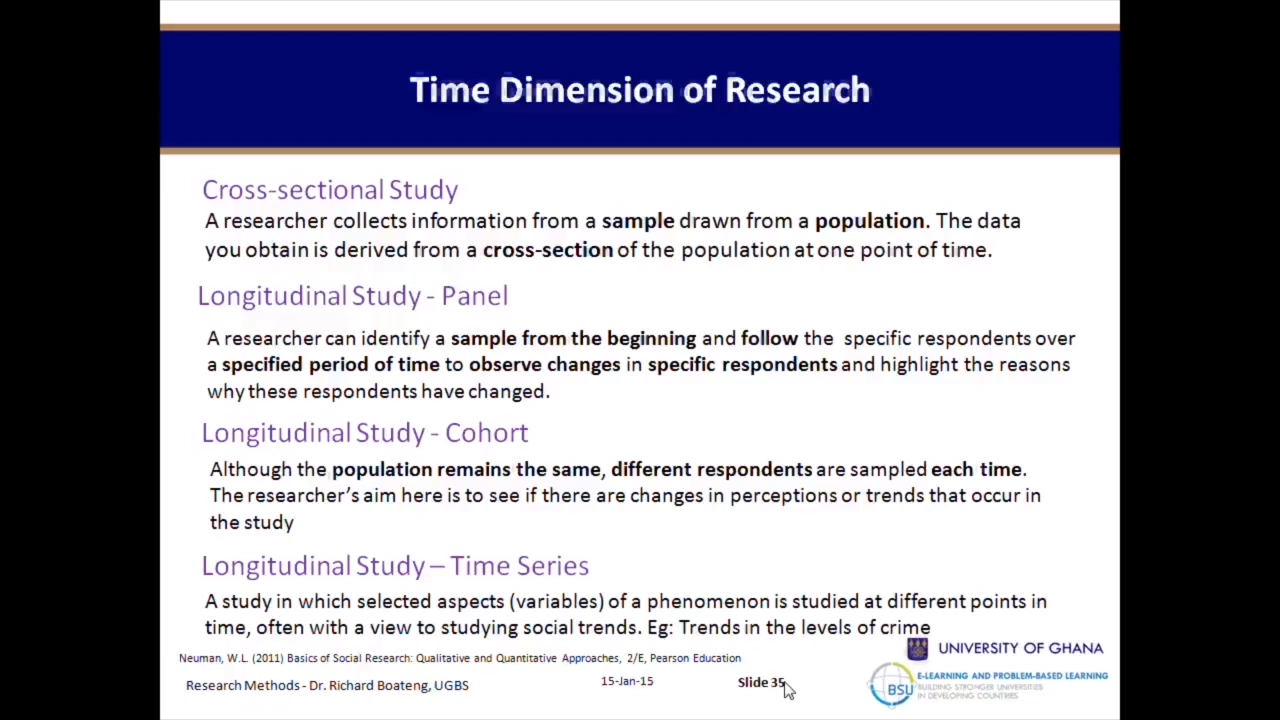 Time Dimension of Research
Cross-sectional Study
A researcher collects information from a sample drawn from a population. The data
you obtain is derived from a cross-section of the population at one point of time.
Longitudinal Study - Panel
A researcher can identify a sample from the beginning and follow the specific respondents over
a specified period of time to observe changes in specific respondents and highlight the reasons
why these respondents have changed.
Longitudinal Study - Cohort
Although the population remains the same, different respondents are sampled each time.
The researcher's aim here is to see if there are changes in perceptions or trends that occur in
the study
Longitudinal Study – Time Series
A study in which selected aspects (variables) of a phenomenon is studied at different points in
time, often with a view to studying social trends. Eg: Trends in the levels of crime
Neuman, W.L. (2011) Basics of Social Research: Qualitative and Quantitative Approaches, 2/E, Pearson Education
UNIVERSITY OF GHANA
Research Methods - Dr. Richard Boateng, UGBS
15-Jan-15
Slide 35
BSU
E-LEARNING AND PROBLEM-BASED LEARNING
BUILDING STRONGER UNIVERSITIES
IN DEVELOPING COUNTRIES